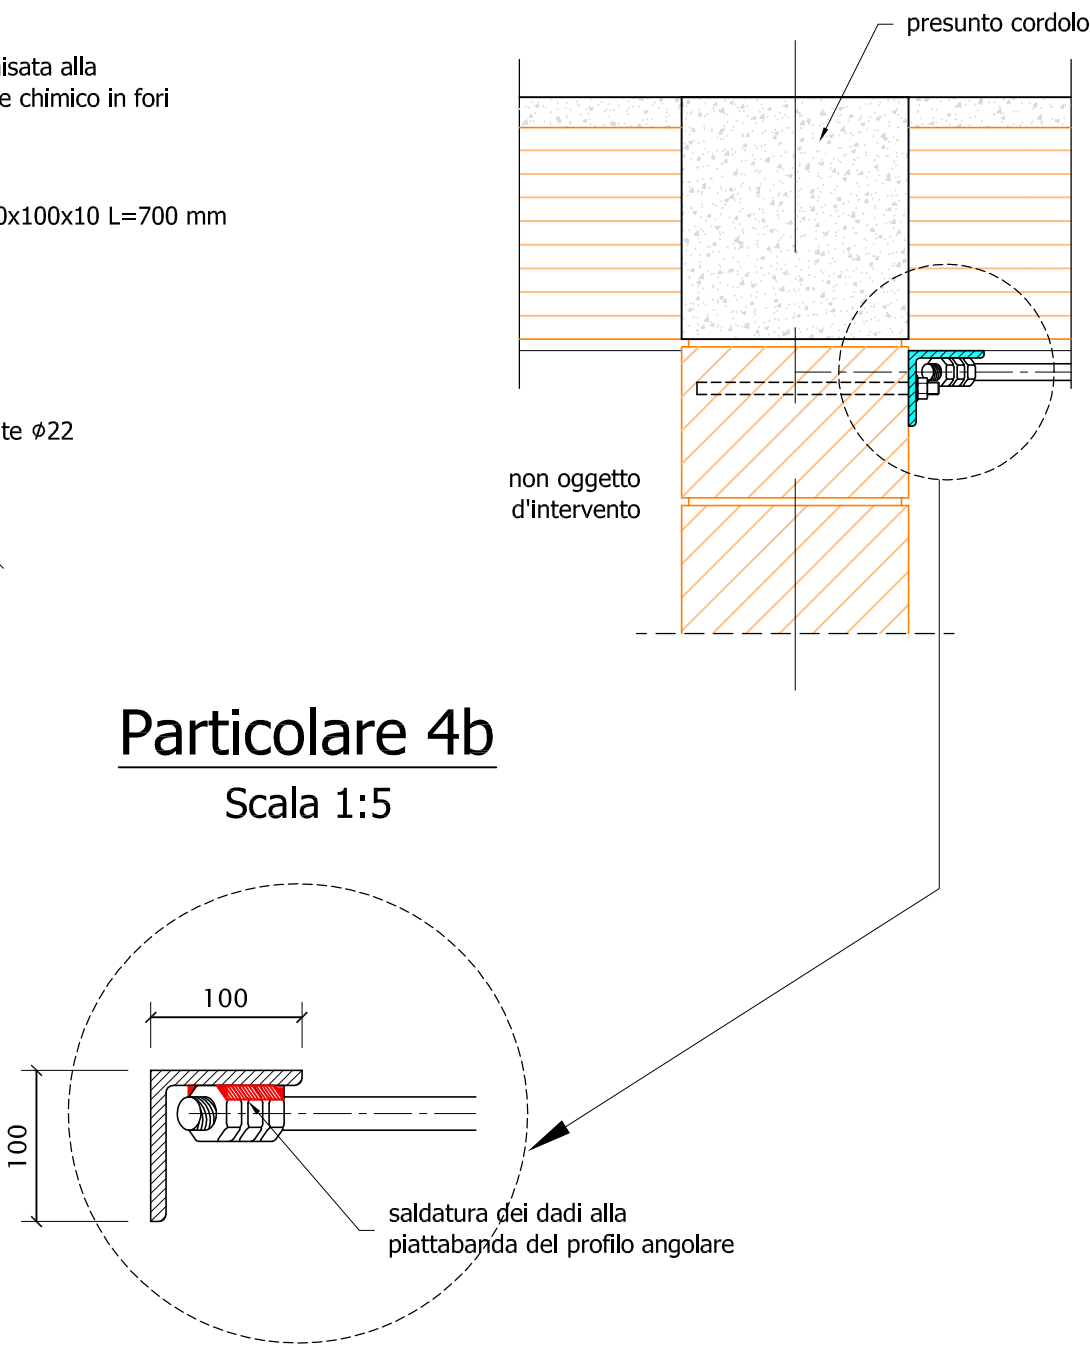 presunto cordolo
isata alla
e chimico in fori
0x100x10 L=700 mm
te ϕ22
non oggetto
d'intervento
Particolare 4b
Scala 1:5
100
100
saldatura dei dadi alla
piattabanda del profilo angolare